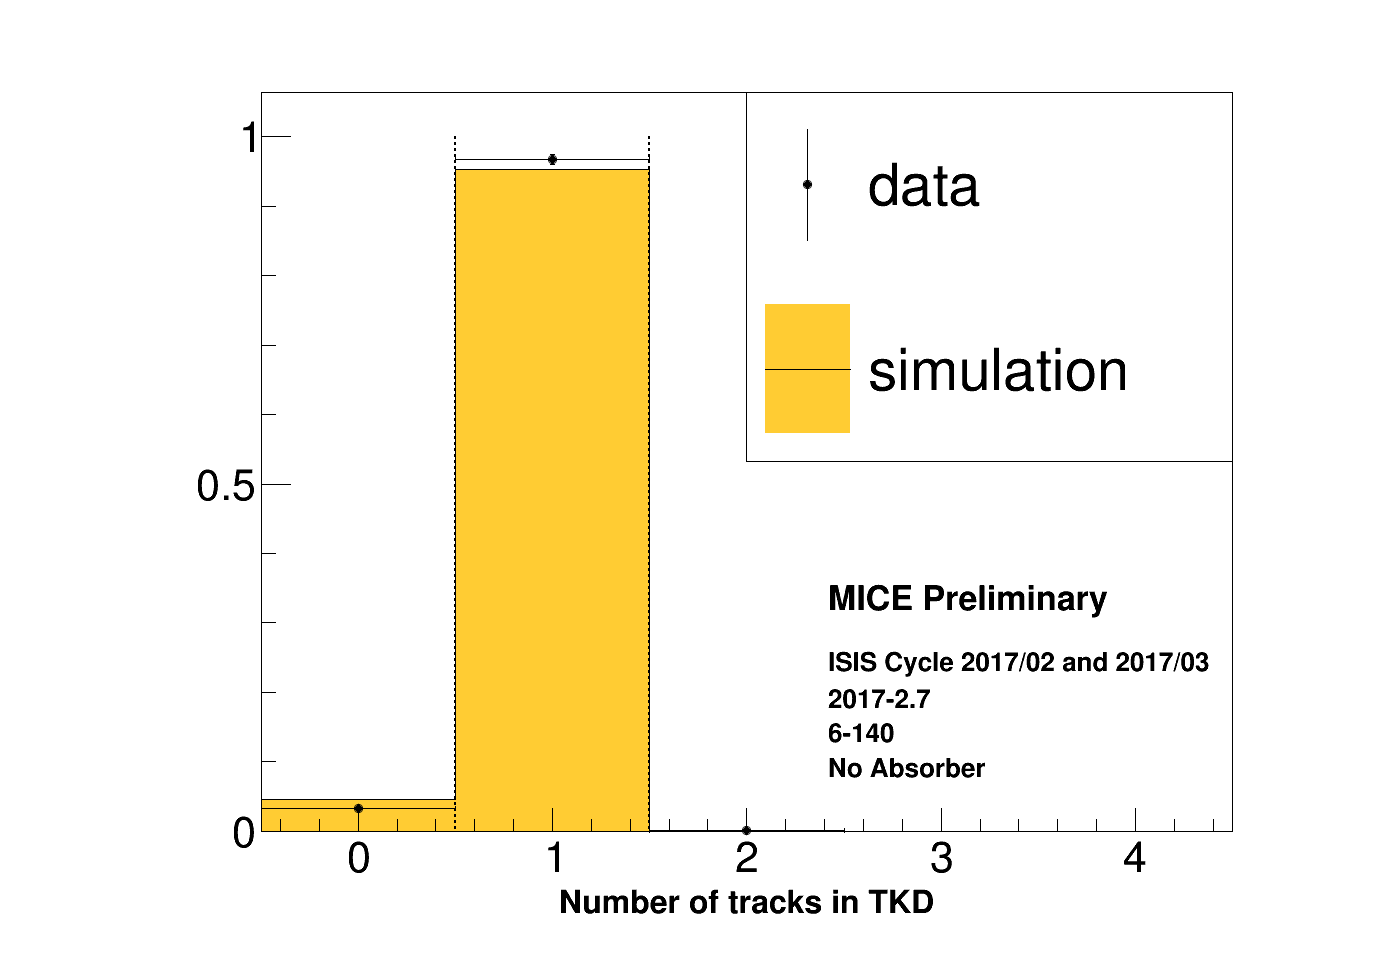 1
0.5
0
data
simulation
MICE Preliminary
ISIS Cycle 2017/02 and 2017/03
2017-2.7
6-140
No Absorber
0 1 2 3 4
Number of tracks in TKD